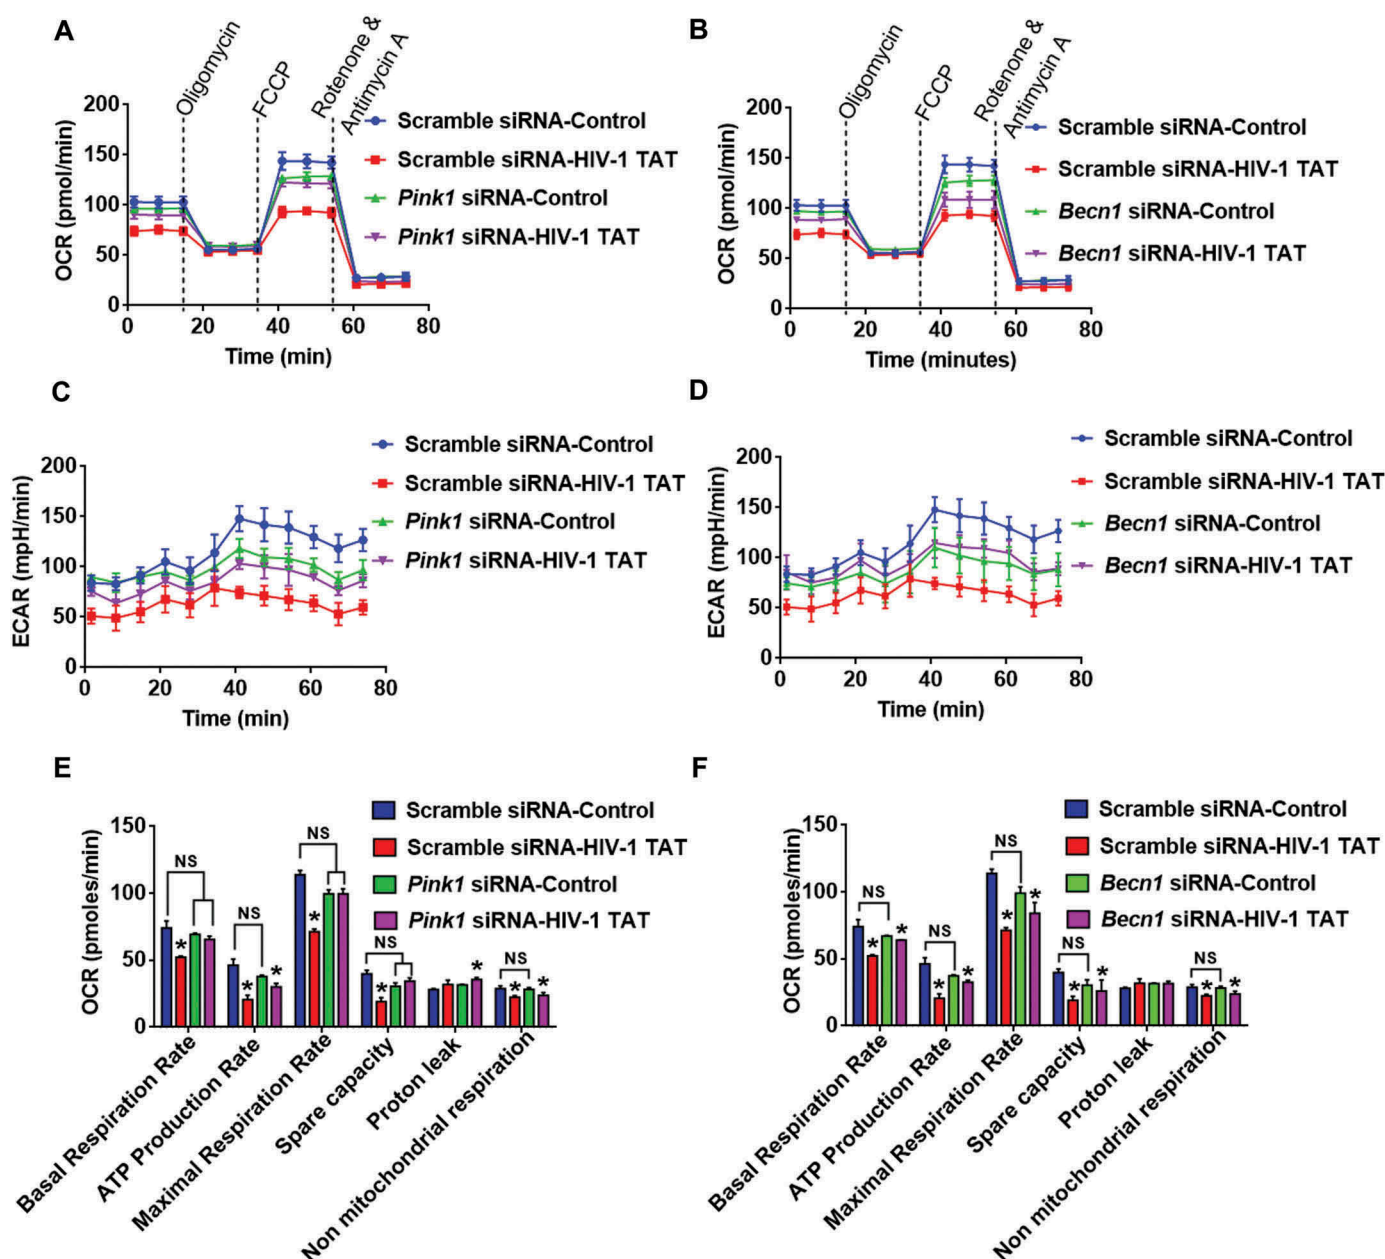 A
Oligomycin
FCCP
Rotenone &
Antimycin A
200
150
100
50
0
OCR (pmol/min)
0 20 40 60 80
Time (min)
Scramble siRNA-Control
Scramble siRNA-HIV-1 TAT
Pink1 siRNA-Control
Pink1 siRNA-HIV-1 TAT
B
Oligomycin
FCCP
Rotenone &
Antimycin A
200
150
100
50
0
OCR (pmol/min)
0 20 40 60 80
Time (minutes)
Scramble siRNA-Control
Scramble siRNA-HIV-1 TAT
Becn1 siRNA-Control
Becn1 siRNA-HIV-1 TAT
C
200
150
100
50
0
ECAR (mpH/min)
0 20 40 60 80
Time (min)
Scramble siRNA-Control
Scramble siRNA-HIV-1 TAT
Pink1 siRNA-Control
Pink1 siRNA-HIV-1 TAT
D
200
150
100
50
0
ECAR (mpH/min)
0 20 40 60 80
Time (min)
Scramble siRNA-Control
Scramble siRNA-HIV-1 TAT
Becn1 siRNA-Control
Becn1 siRNA-HIV-1 TAT
E
150
100
50
0
OCR (pmoles/min)
NS
*
NS
* *
NS
*
NS
*
*
NS
* *
Scramble siRNA-Control
Scramble siRNA-HIV-1 TAT
Pink1 siRNA-Control
Pink1 siRNA-HIV-1 TAT
Basal Respiration Rate
ATP Production Rate
Maximal Respiration Rate
Spare capacity
Proton leak
Non mitochondrial respiration
F
150
100
50
0
OCR (pmoles/min)
NS
* *
NS
* *
NS
* *
NS
* *
NS
* *
Scramble siRNA-Control
Scramble siRNA-HIV-1 TAT
Becn1 siRNA-Control
Becn1 siRNA-HIV-1 TAT
Basal Respiration Rate
ATP Production Rate
Maximal Respiration Rate
Spare capacity
Proton leak
Non mitochondrial respiration